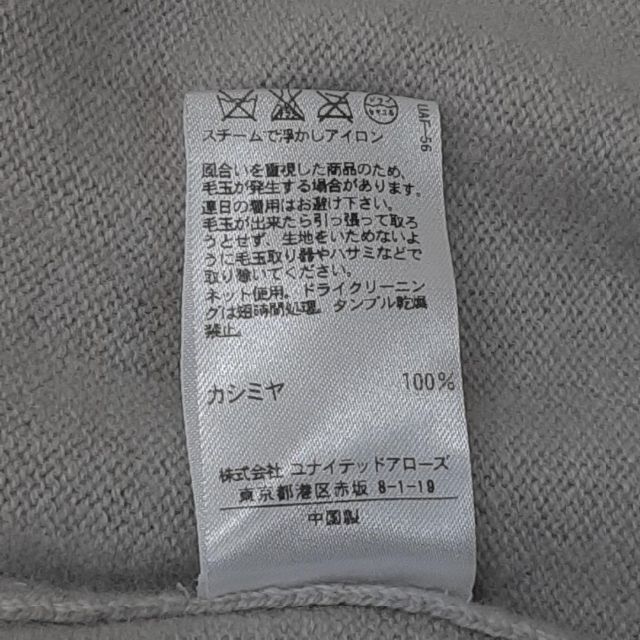 UAF-36
スチームで浮かしアイロン
風合いを重視した商品のため、
毛玉が発生する場合があります。
連日の着用はお避け下さい。
毛玉が出来たら引っ張って取ろ
うとせず、生地をいためないよ
うに毛玉取り器やハサミなどで
取り除いてください。
ネット使用。ドライクリーニン
グは短時間処理。タンブル乾燥
禁止。
カシミヤ 100%
株式会社 ユナイテッドアローズ
東京都港区赤坂 8-1-19
中国製